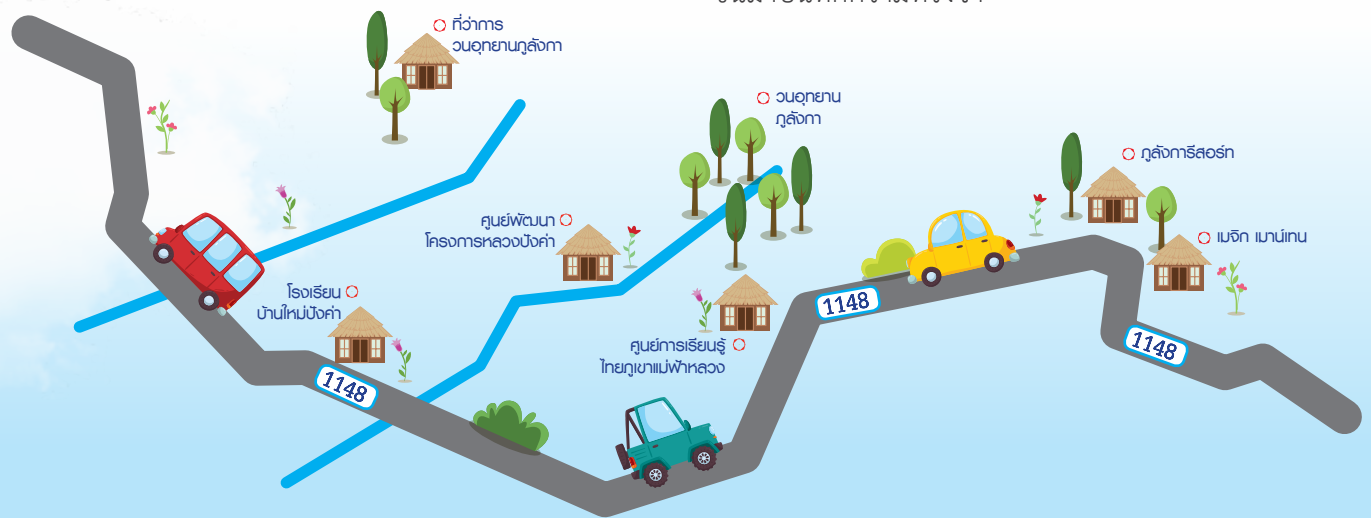 ที่ว่าการ
วนอุทยานภูลังกา
วนอุทยาน
ภูลังกา
ภูลังการีสอร์ท
ศูนย์พัฒนา
โครงการหลวงปังค่า
เมจิก เมาน์เทน
โรงเรียน
บ้านใหม่ปังค่า
1148
ศูนย์การเรียนรู้
ไทยภูเขาแม่ฟ้าหลวง
1148
1148